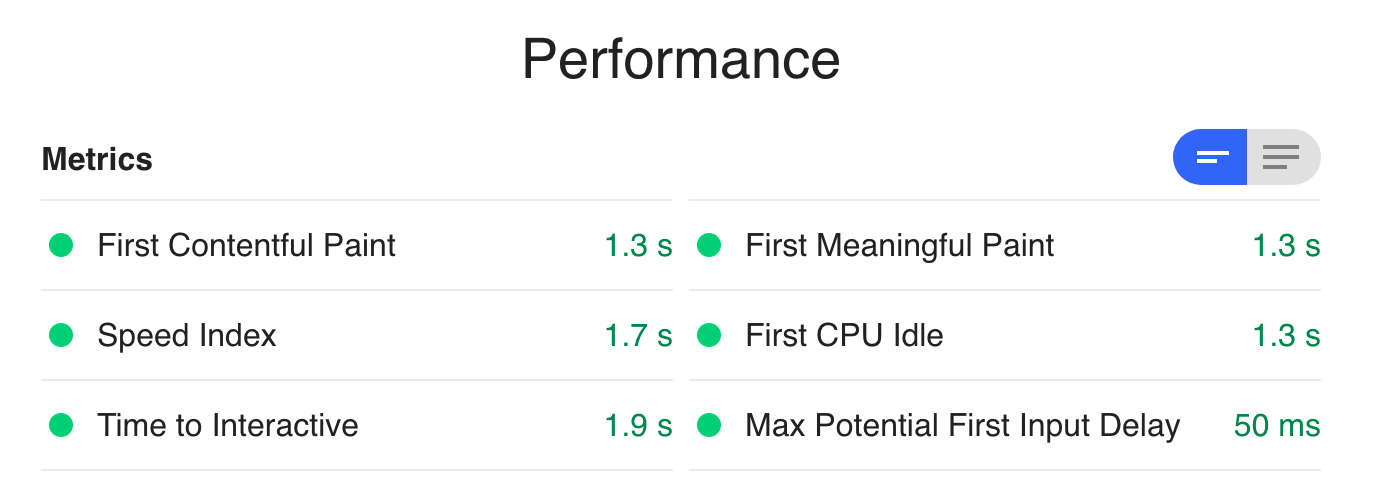 Performance
Metrics
First Contentful Paint 1.3 s
First Meaningful Paint 1.3 s
Speed Index 1.7 s
First CPU Idle 1.3 s
Time to Interactive 1.9 s
Max Potential First Input Delay 50 ms